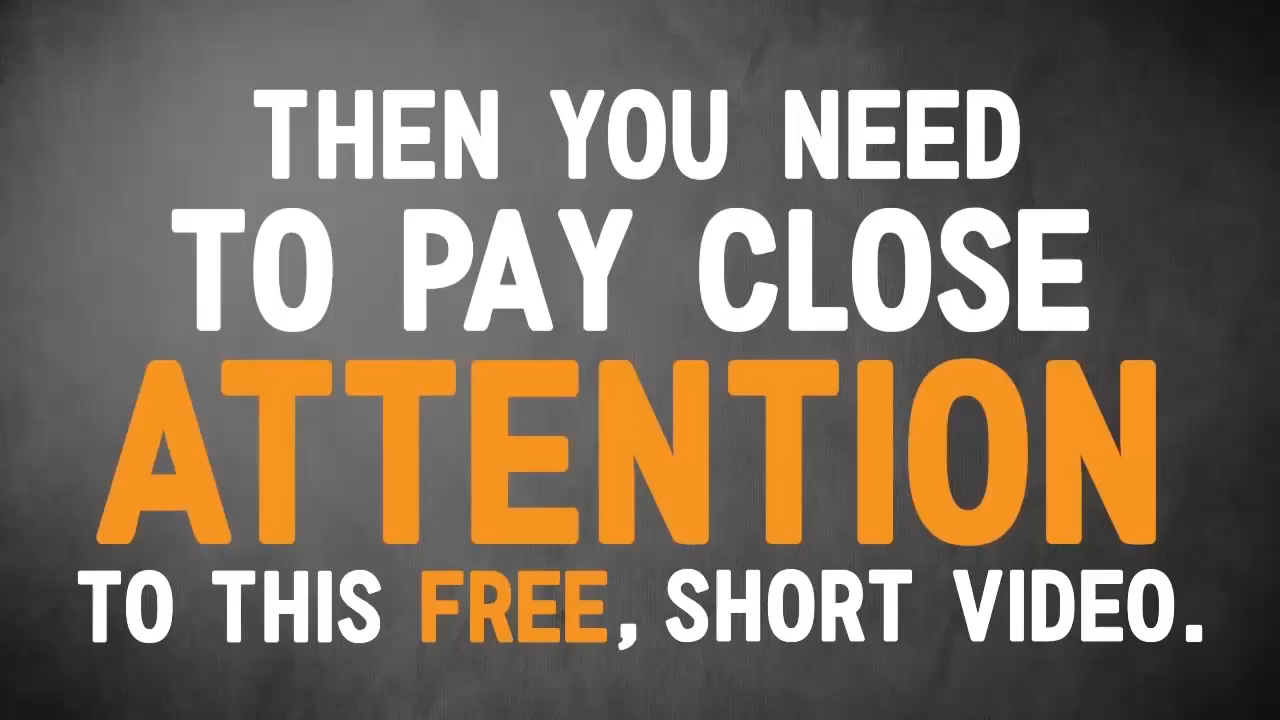 THEN YOU NEED
TO PAY CLOSE
ATTENTION
TO THIS FREE, SHORT VIDEO.